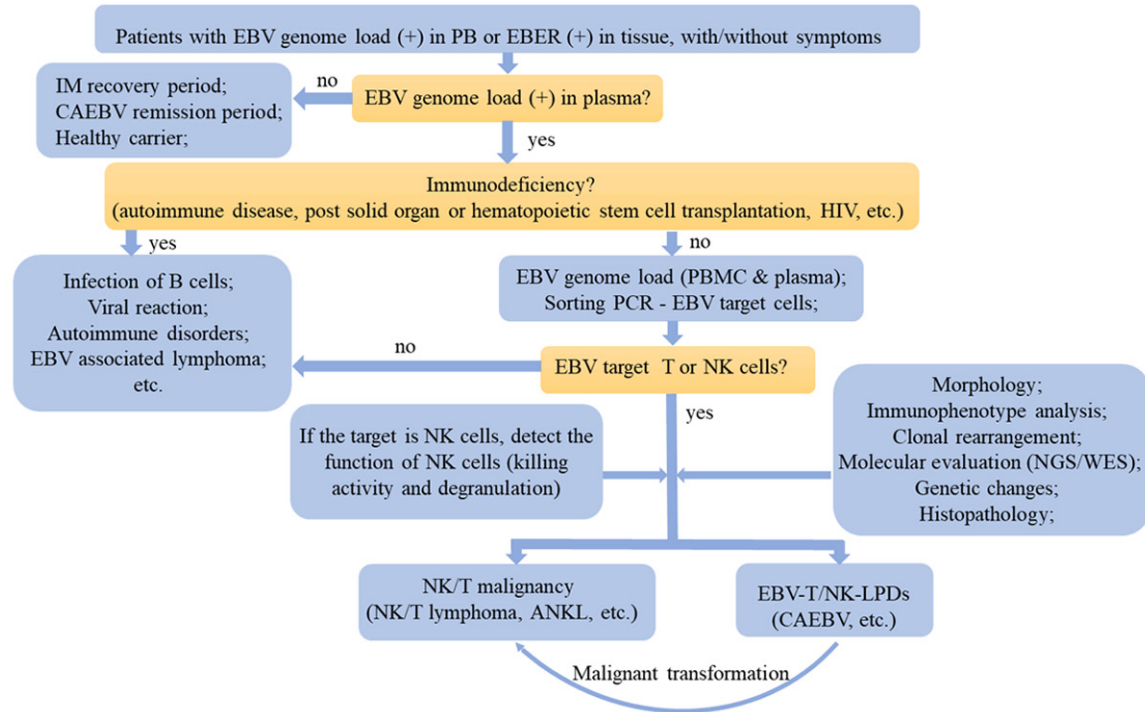 Patients with EBV genome load (+) in PB or EBER (+) in tissue, with/without symptoms
no
IM recovery period;
CAEBV remission period;
Healthy carrier;
EBV genome load (+) in plasma?
yes
Immunodeficiency?
(autoimmune disease, post solid organ or hematopoietic stem cell transplantation, HIV, etc.)
yes
no
Infection of B cells;
Viral reaction;
Autoimmune disorders;
EBV associated lymphoma;
etc.
EBV genome load (PBMC & plasma);
Sorting PCR - EBV target cells;
no
EBV target T or NK cells?
yes
If the target is NK cells, detect the
function of NK cells (killing
activity and degranulation)
Morphology;
Immunophenotype analysis;
Clonal rearrangement;
Molecular evaluation (NGS/WES);
Genetic changes;
Histopathology;
NK/T malignancy
(NK/T lymphoma, ANKL, etc.)
EBV-T/NK-LPDs
(CAEBV, etc.)
Malignant transformation